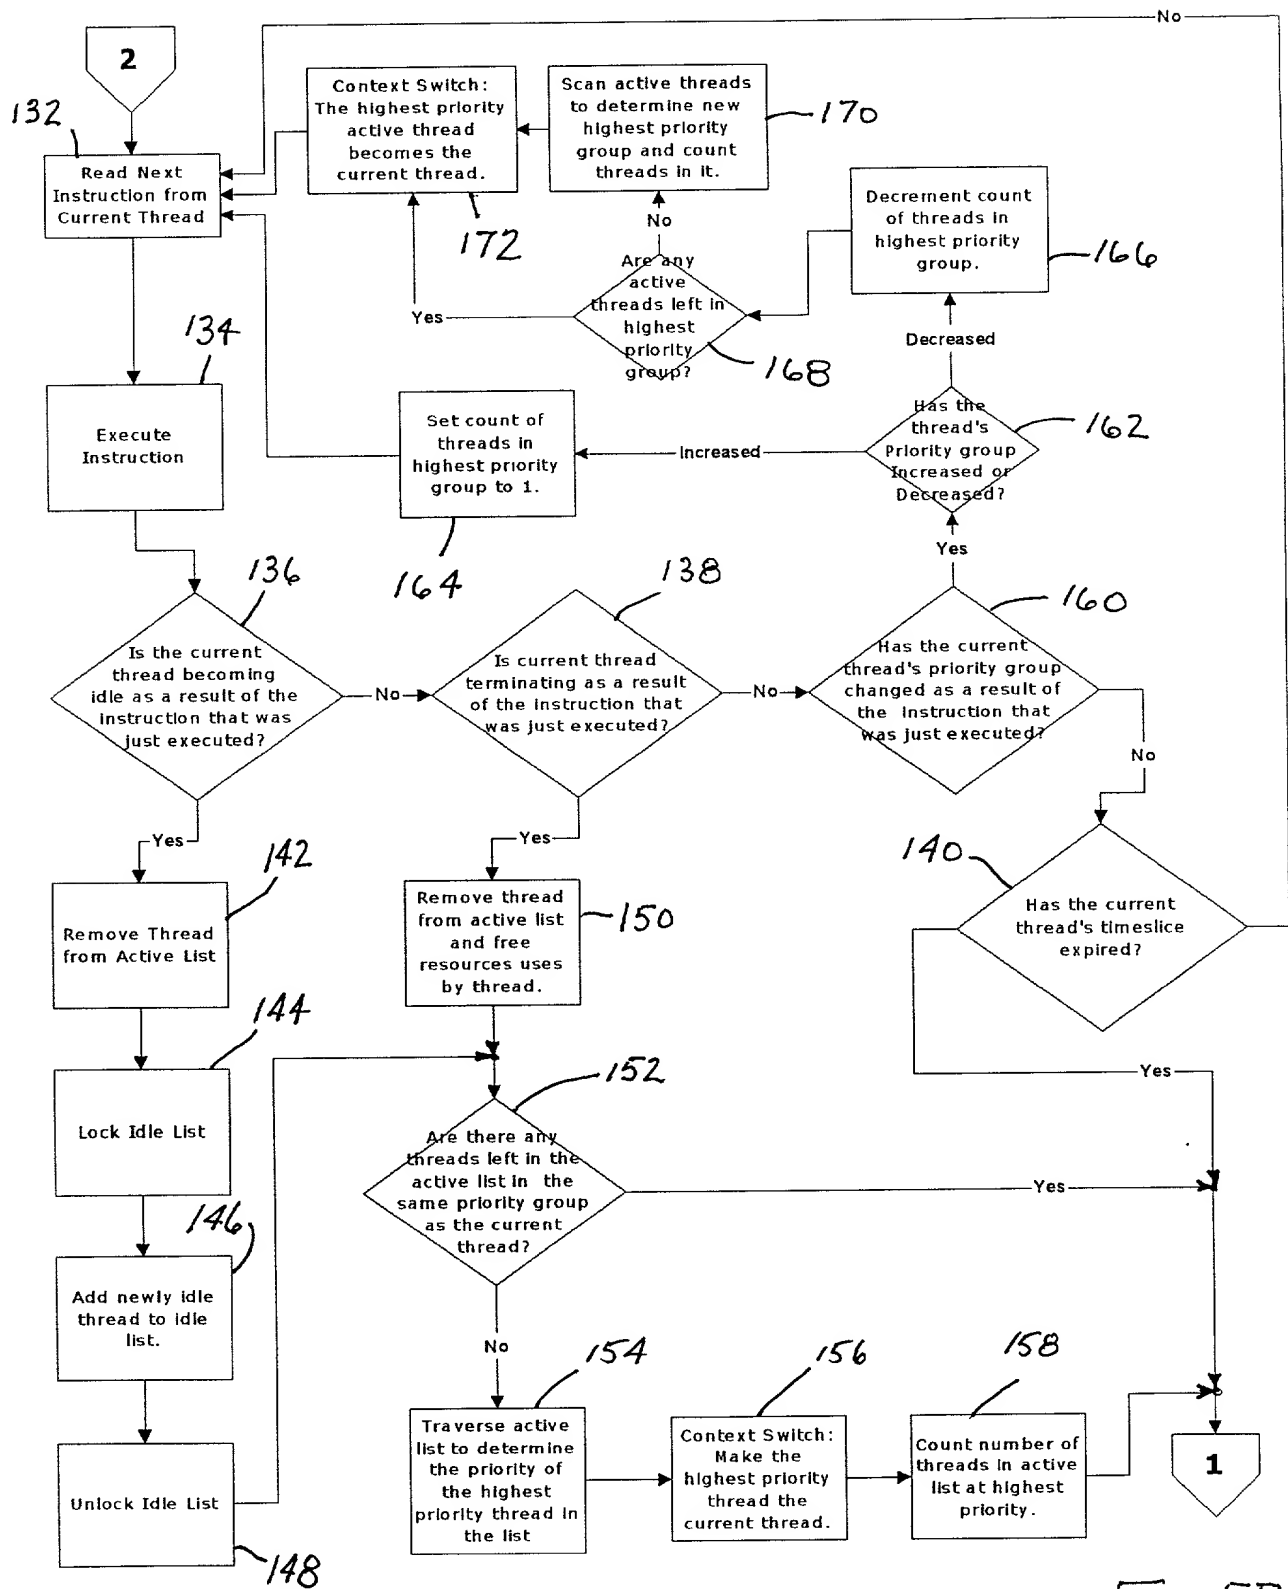 No
2
132
Read Next
Instruction from
Current Thread
Context Switch:
The highest priority
active thread
becomes the
current thread.
172
Scan active threads
to determine new
highest priority
group and count
threads in it.
170
Decrement count
of threads in
highest priority
group.
166
No
Are any
active
threads left in
highest
priority
group?
168
Yes
Decreased
134
Execute
Instruction
Set count of
threads in
highest priority
group to 1.
164
Increased
Has the
thread's
Priority group
Increased or
Decreased?
162
Yes
136
Is the current
thread becoming
idle as a result of the
instruction that was
just executed?
No
138
Is current thread
terminating as a result
of the instruction that
was just executed?
No
160
Has the current
thread's priority group
changed as a result of
the instruction that
was just executed?
No
Yes
142
Remove Thread
from Active List
Yes
Remove thread
from active list
and free
resources uses
by thread.
150
140
Has the current
thread's timeslice
expired?
Yes
144
Lock Idle List
152
Are there any
threads left in the
active list in the
same priority group
as the current
thread?
Yes
146
Add newly idle
thread to idle
list.
No
148
Unlock Idle List
154
Traverse active
list to determine
the priority of
the highest
priority thread in
the list
156
Context Switch:
Make the
highest priority
thread the
current thread.
158
Count number of
threads in active
list at highest
priority.
1